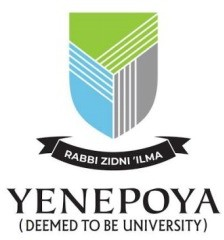 RABBI ZIDNI 'ILMA
YENEPOYA
(DEEMED TO BE UNIVERSITY)